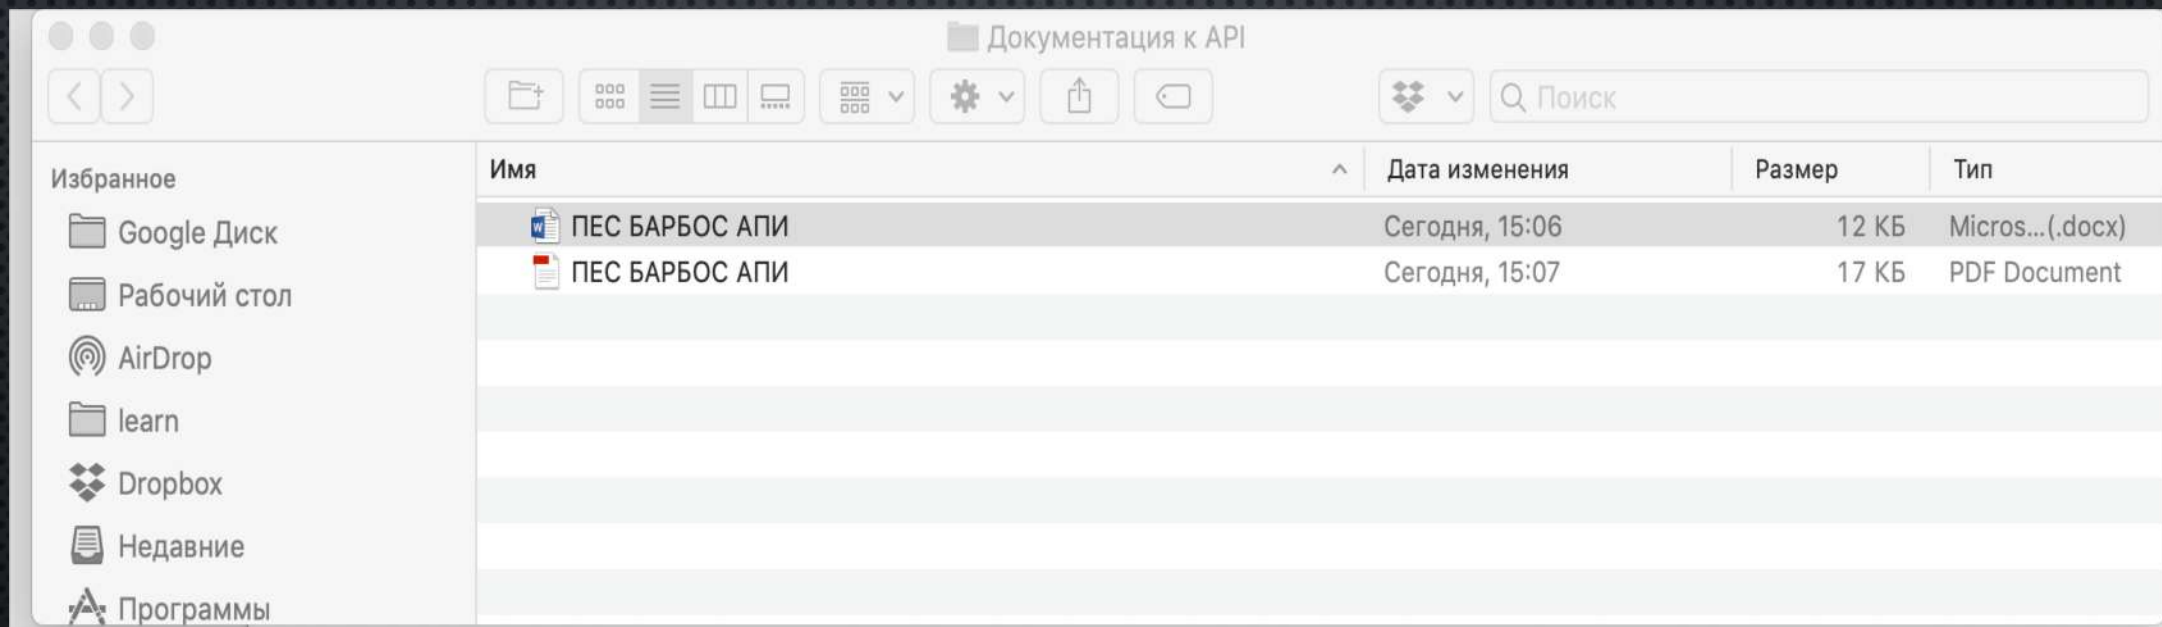 Документация к API
Поиск
Избранное
Google Диск
Рабочий стол
AirDrop
learn
Dropbox
Недавние
Программы
Имя Дата изменения Размер Тип
ПЕС БАРБОС АПИ Сегодня, 15:06 12 КБ Micros...(.docx)
ПЕС БАРБОС АПИ Сегодня, 15:07 17 КБ PDF Document